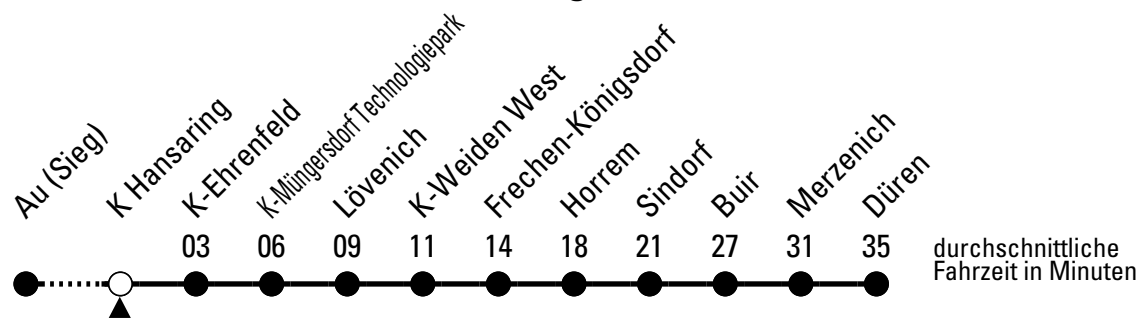 Au (Sieg)
K Hansaring
K-Ehrenfeld
K-Müngersdorf Technologiepark
Lövenich
K-Weiden West
Frechen-Königsdorf
Horrem
Sindorf
Buir
Merzenich
Düren
03 06 09 11 14 18 21 27 31 35
durchschnittliche
Fahrzeit in Minuten